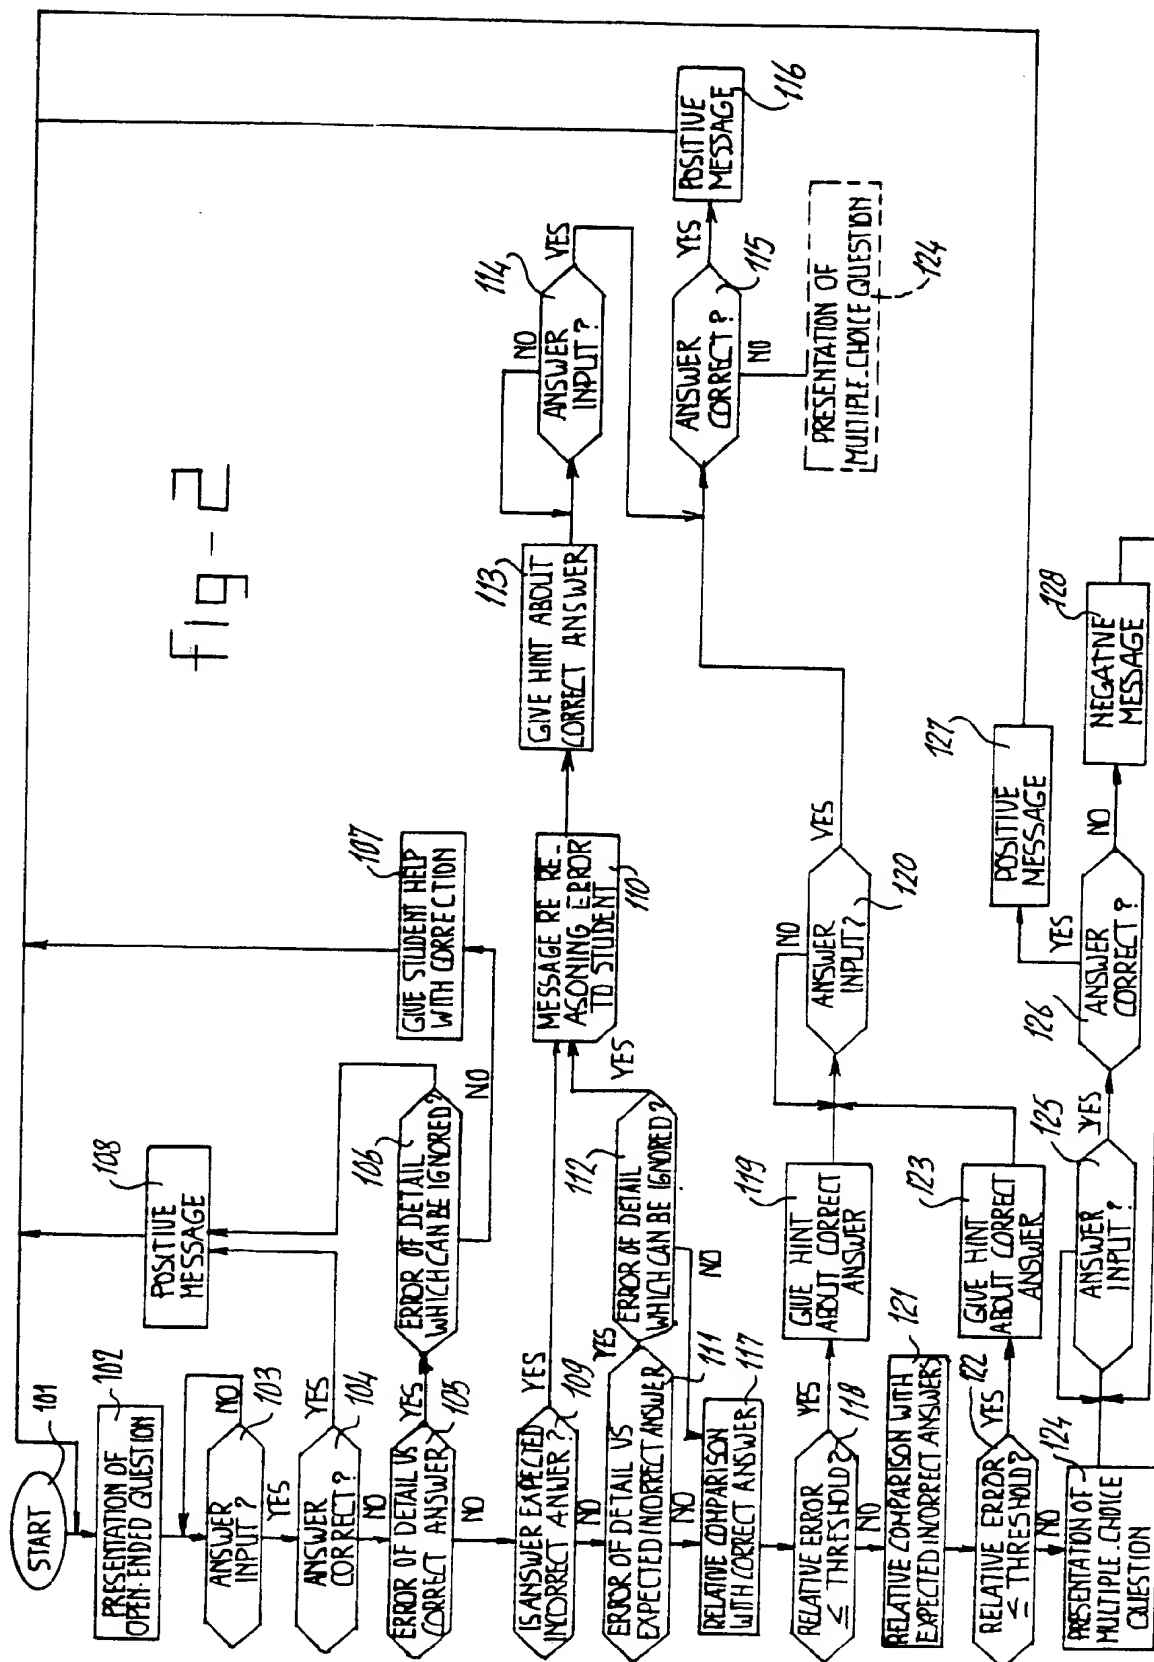 fig-2
START
101
PRESENTATION OF
OPEN-ENDED QUESTION
102
ANSWER
INPUT?
NO
103
YES
ANSWER
CORRECT?
YES
104
NO
ERROR OF DETAIL VS
CORRECT ANSWER?
YES
105
NO
ERROR OF DETAIL
WHICH CAN BE IGNORED?
106
NO
GIVE STUDENT HELP
WITH CORRECTION
107
POSITIVE
MESSAGE
108
IS ANSWER EXPECTED
INCORRECT ANWER?
YES
109
NO
MESSAGE RE RE-
ASONING ERROR
TO STUDENT
110
ERROR OF DETAIL VS
EXPECTED INCORRECT ANSWER
YES
111
NO
ERROR OF DETAIL
WHICH CAN BE IGNORED?
112
YES
NO
GIVE HINT ABOUT
CORRECT ANSWER
113
ANSWER
INPUT?
114
NO
YES
ANSWER
CORRECT?
115
YES
NO
POSITIVE
MESSAGE
116
PRESENTATION OF
MULTIPLE-CHOICE QUESTION
124
RELATIVE COMPARISON
WITH CORRECT ANSWER
117
RELATIVE ERROR
≤ THRESHOLD?
YES
118
NO
GIVE HINT
ABOUT CORRECT
ANSWER
119
ANSWER
INPUT?
120
NO
YES
RELATIVE COMPARISON WITH
EXPECTED INCORRECT ANSWERS
121
RELATIVE ERROR
≤ THRESHOLD?
YES
122
NO
GIVE HINT
ABOUT CORRECT
ANSWER
123
PRESENTATION OF
MULTIPLE CHOICE
QUESTION
124
ANSWER
INPUT?
125
YES
ANSWER
CORRECT?
126
YES
NO
POSITIVE
MESSAGE
127
NEGATIVE
MESSAGE
128